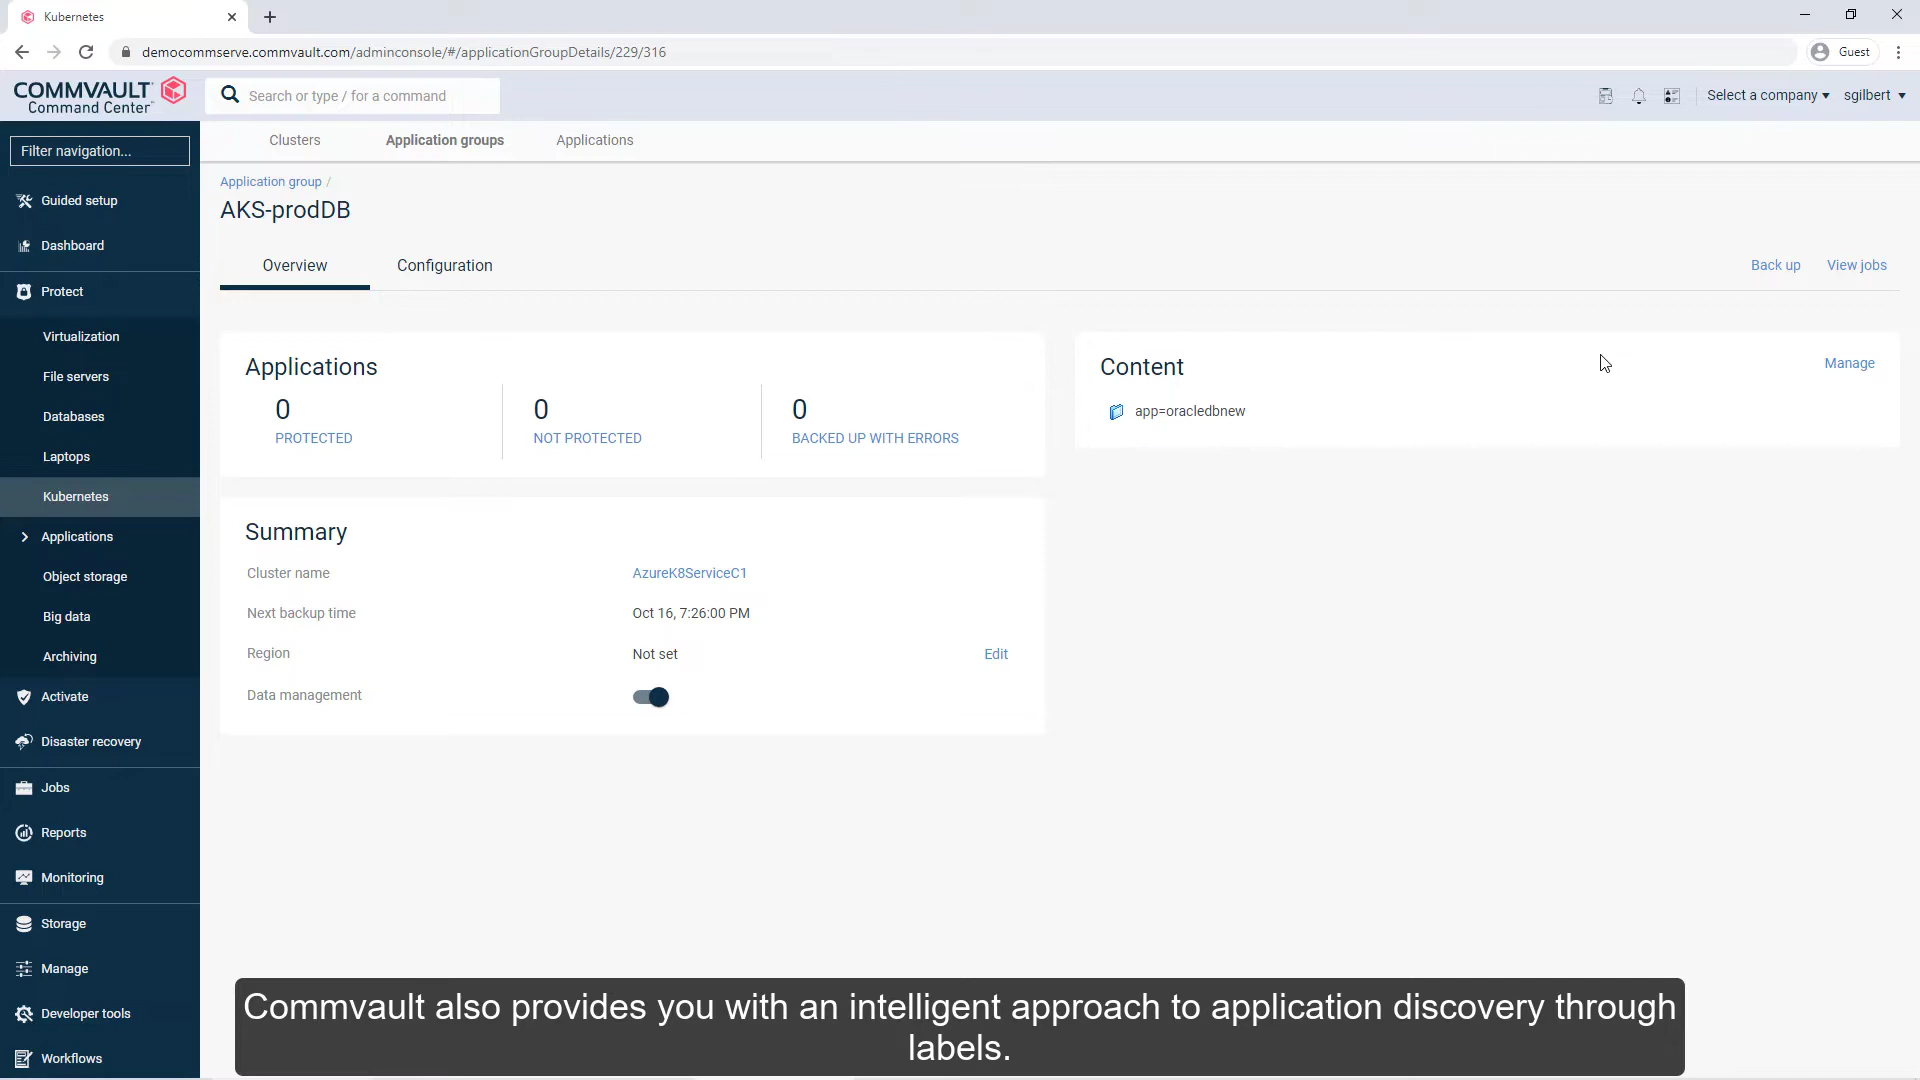 Kubernetes
democommserve.commvault.com/adminconsole/#/applicationGroupDetails/229/316
Guest
COMMVAULT
Command Center
Search or type / for a command
Select a company
sgilbert
Filter navigation...
Clusters
Application groups
Applications
Application group /
AKS-prodDB
Guided setup
Dashboard
Protect
Virtualization
File servers
Databases
Laptops
Kubernetes
Applications
Object storage
Big data
Archiving
Activate
Disaster recovery
Jobs
Reports
Monitoring
Storage
Manage
Developer tools
Workflows
Overview
Configuration
Back up
View jobs
Applications
0
PROTECTED
0
NOT PROTECTED
0
BACKED UP WITH ERRORS
Content
Manage
app=oracledbnew
Summary
Cluster name
AzureK8ServiceC1
Next backup time
Oct 16, 7:26:00 PM
Region
Not set
Edit
Data management
Commvault also provides you with an intelligent approach to application discovery through
labels.